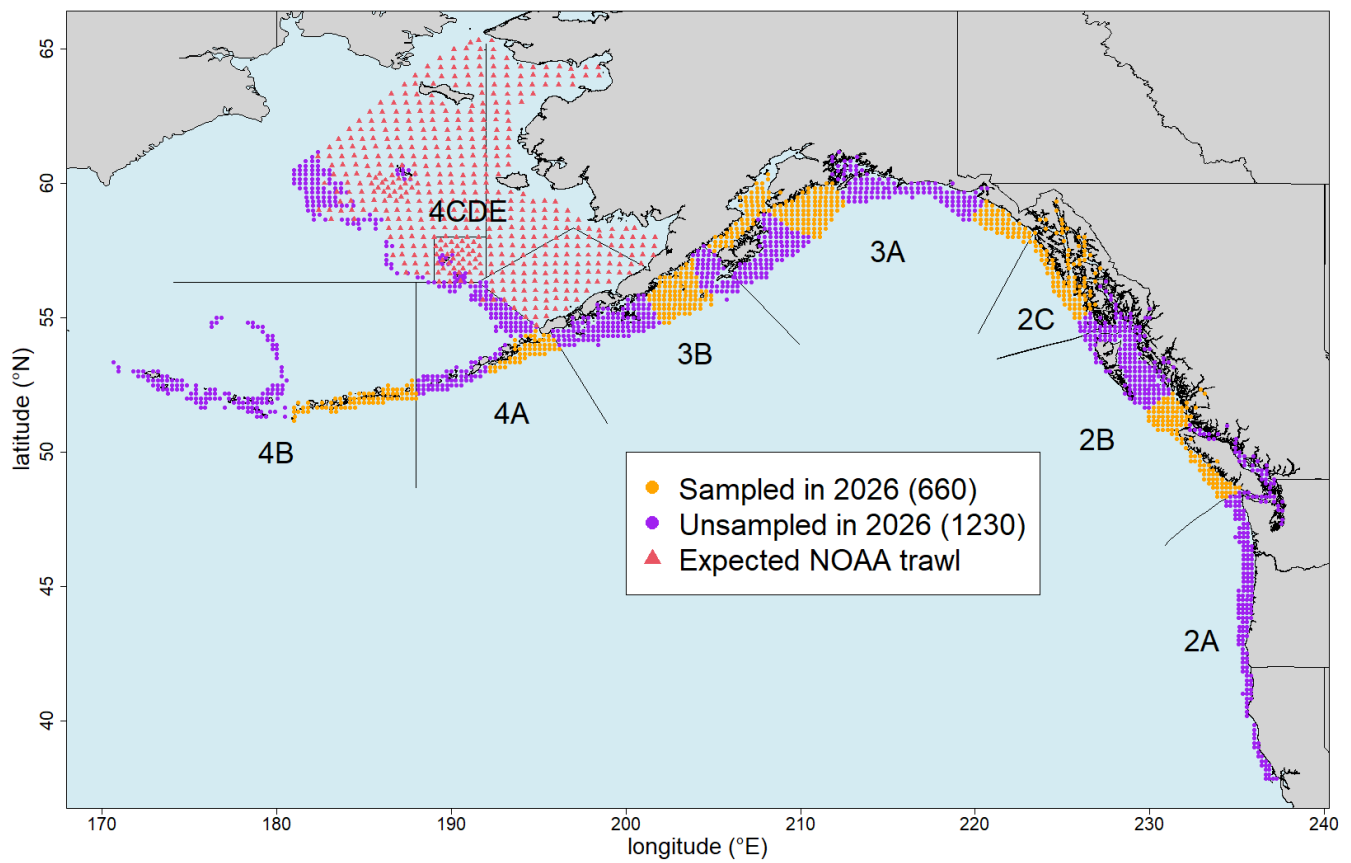 65
60
55
50
45
40
latitude (°N)
4CDE
3A
2C
3B
4A
2B
4B
2A
Sampled in 2026 (660)
Unsampled in 2026 (1230)
Expected NOAA trawl
170
180
190
200
210
220
230
240
longitude (°E)